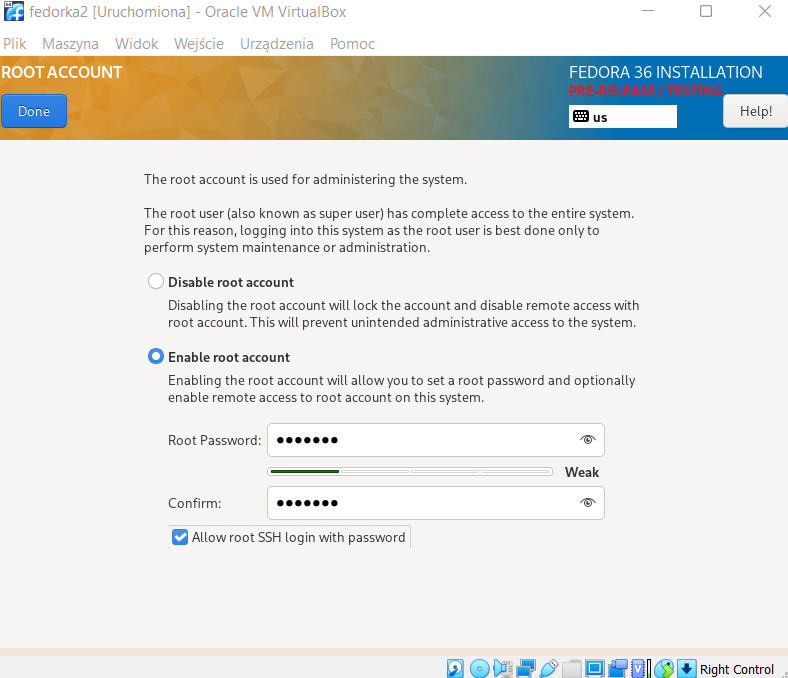 fedorka2 [Uruchomiona] - Oracle VM VirtualBox
Plik Maszyna Widok Wejście Urządzenia Pomoc
ROOT ACCOUNT
FEDORA 36 INSTALLATION
PRE-RELEASE / TESTING
Done
us
Help!
The root account is used for administering the system.
The root user (also known as super user) has complete access to the entire system.
For this reason, logging into this system as the root user is best done only to
perform system maintenance or administration.
Disable root account
Disabling the root account will lock the account and disable remote access with
root account. This will prevent unintended administrative access to the system.
Enable root account
Enabling the root account will allow you to set a root password and optionally
enable remote access to root account on this system.
Root Password: ●●●●●●●
Weak
Confirm: ●●●●●●●
Allow root SSH login with password
Right Control